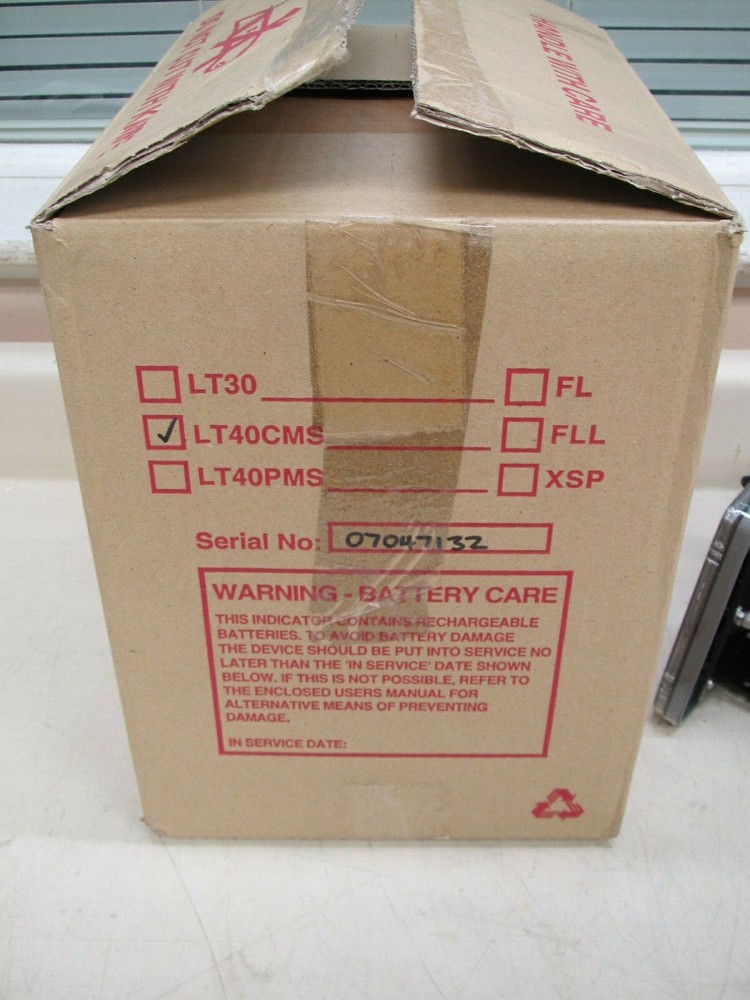 HANDLE WITH CARE
LT30 FL
LT40CMS FLL
LT40PMS XSP
Serial No: 07047132
WARNING - BATTERY CARE
THIS INDICATOR CONTAINS RECHARGEABLE
BATTERIES. TO AVOID BATTERY DAMAGE
THE DEVICE SHOULD BE PUT INTO SERVICE NO
LATER THAN THE 'IN SERVICE' DATE SHOWN
BELOW. IF THIS IS NOT POSSIBLE, REFER TO
THE ENCLOSED USERS MANUAL FOR
ALTERNATIVE MEANS OF PREVENTING
DAMAGE.
IN SERVICE DATE: